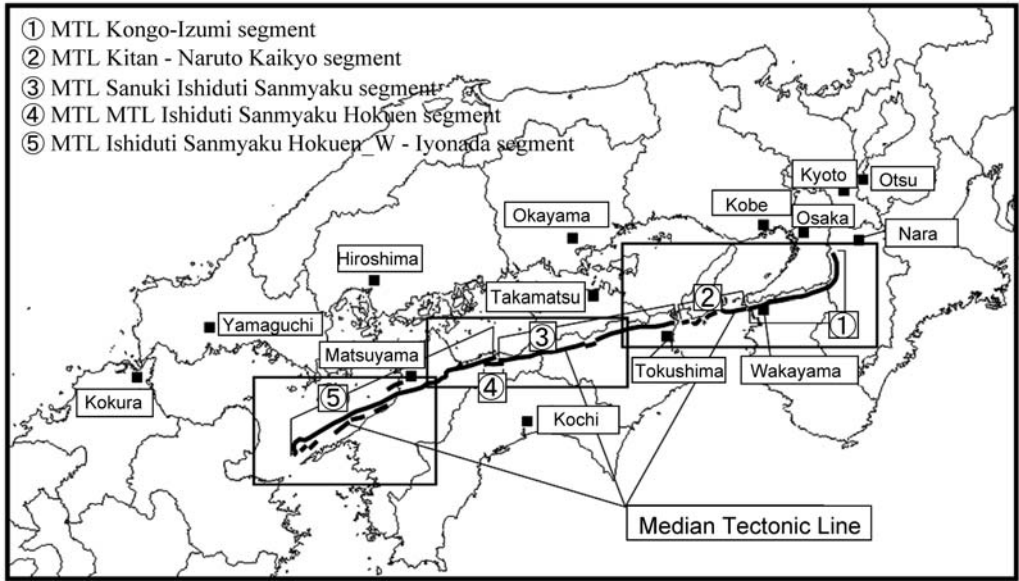 ① MTL Kongo-Izumi segment
② MTL Kitan - Naruto Kaikyo segment
③ MTL Sanuki Ishiduti Sanmyaku segment
④ MTL MTL Ishiduti Sanmyaku Hokuen segment
⑤ MTL Ishiduti Sanmyaku Hokuen_W - Iyonada segment
Kyoto
Otsu
Kobe
Osaka
Okayama
Nara
Hiroshima
Takamatsu
②
Yamaguchi
③
①
Matsuyama
Tokushima
Wakayama
④
Kokura
⑤
Kochi
Median Tectonic Line